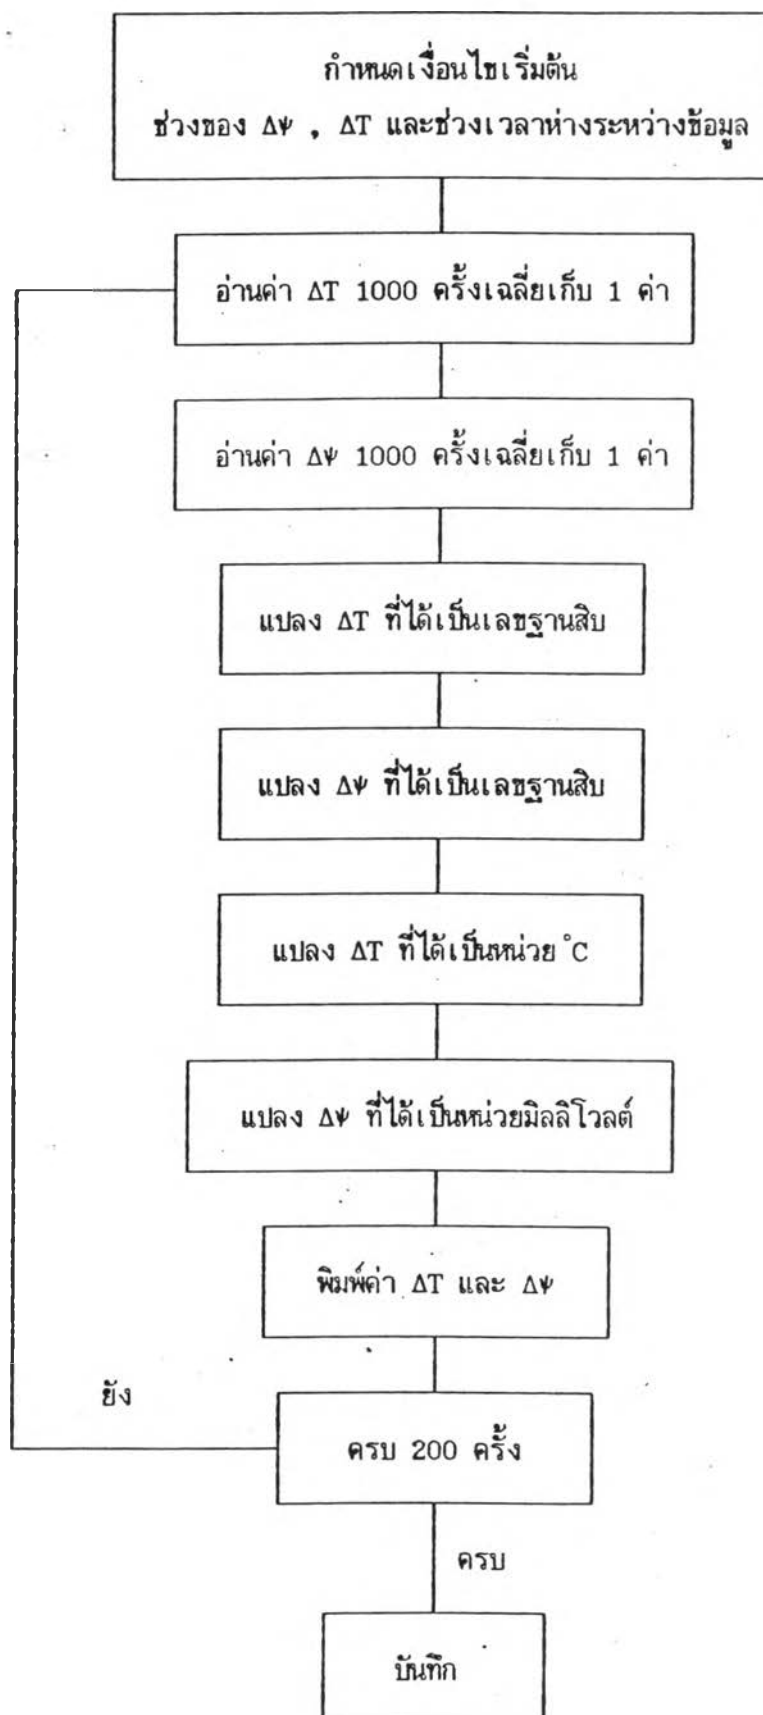 กำหนดเงื่อนไขเริ่มต้น
ช่วงของ ΔΨ , ΔT และช่วงเวลาห่างระหว่างข้อมูล
อ่านค่า ΔT 1000 ครั้งเฉลี่ยเก็บ 1 ค่า
อ่านค่า ΔΨ 1000 ครั้งเฉลี่ยเก็บ 1 ค่า
แปลง ΔT ที่ได้เป็นเลขฐานสิบ
แปลง ΔΨ ที่ได้เป็นเลขฐานสิบ
แปลง ΔT ที่ได้เป็นหน่วย °C
แปลง ΔΨ ที่ได้เป็นหน่วยมิลลิโวลต์
พิมพ์ค่า ΔT และ ΔΨ
ยัง
ครบ 200 ครั้ง
ครบ
บันทึก